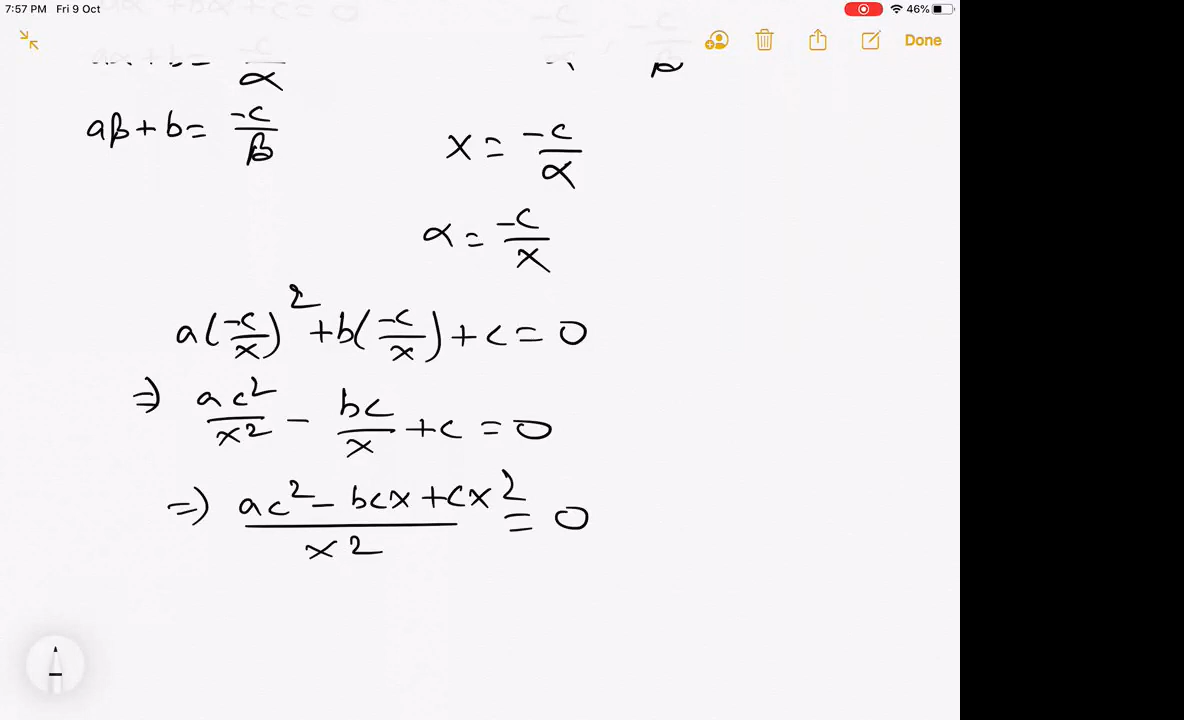 7:57 PM Fri 9 Oct
46%
Done
aβ + b = -c/β
x = -c/α
α = -c/x
a(-c/x)² + b(-c/x) + c = 0
⇒ ac²/x² - bc/x + c = 0
⇒ ac² - bcx + cx² / x² = 0